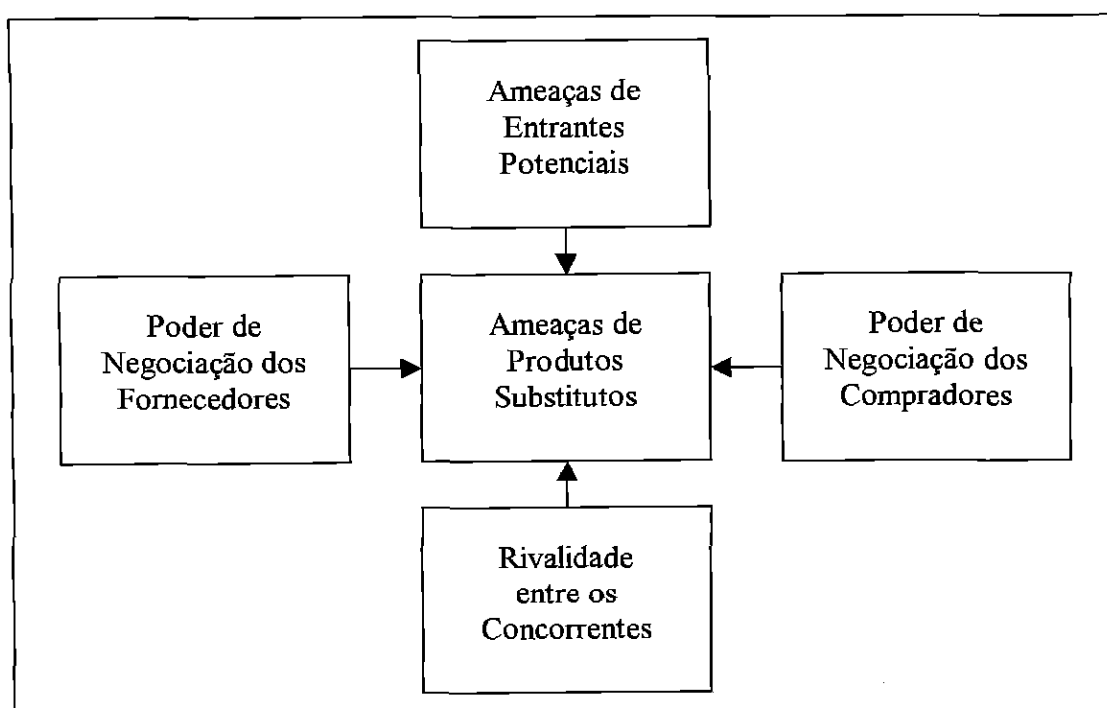 Ameaças de
Entrantes
Potenciais
Poder de
Negociação dos
Fornecedores
Ameaças de
Produtos
Substitutos
Poder de
Negociação dos
Compradores
Rivalidade
entre os
Concorrentes